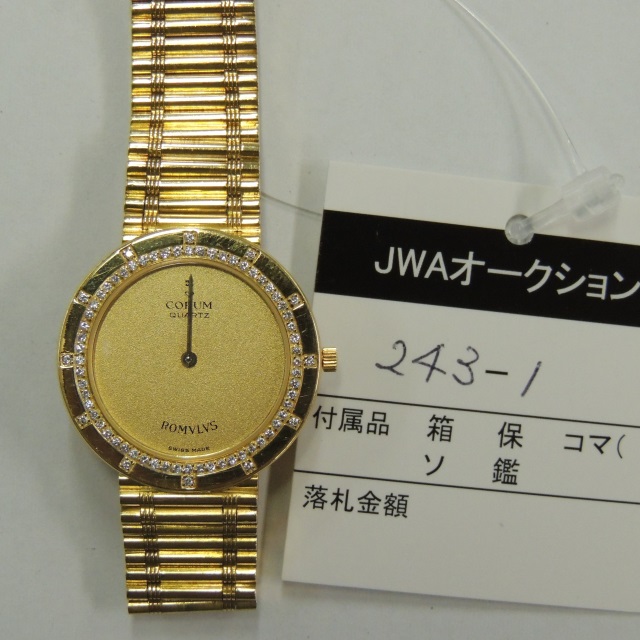 CORUM
QUARTZ
ROMVLVS
SWISS MADE
JWAオークション
243-1
付属品 箱 保 コマ(
ソ 鑑
落札金額